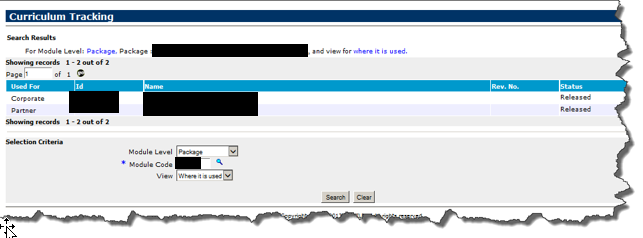 Curriculum Tracking
Search Results
For Module Level: Package. Package : , and view for where it is used.
Showing records 1 - 2 out of 2
Page 1 of 1
Used For Id Name Rev. No. Status
Corporate Released
Partner Released
Showing records 1 - 2 out of 2
Selection Criteria
Module Level Package
* Module Code
View Where it is used
Search Clear